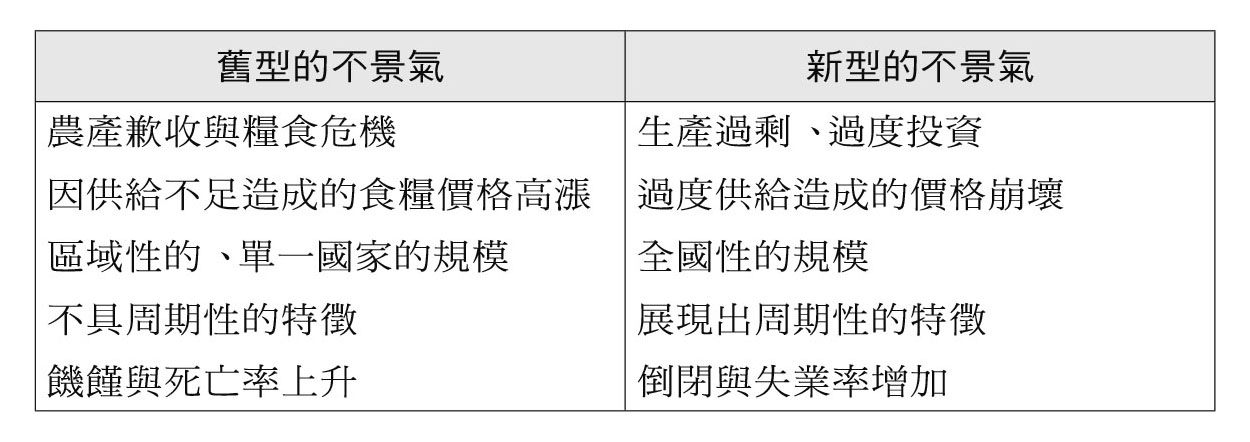 舊型的不景氣
新型的不景氣
農產歉收與糧食危機
生產過剩、過度投資
因供給不足造成的食糧價格高漲
過度供給造成的價格崩壞
區域性的、單一國家的規模
全國性的規模
不具周期性的特徵
展現出周期性的特徵
饑饉與死亡率上升
倒閉與失業率增加